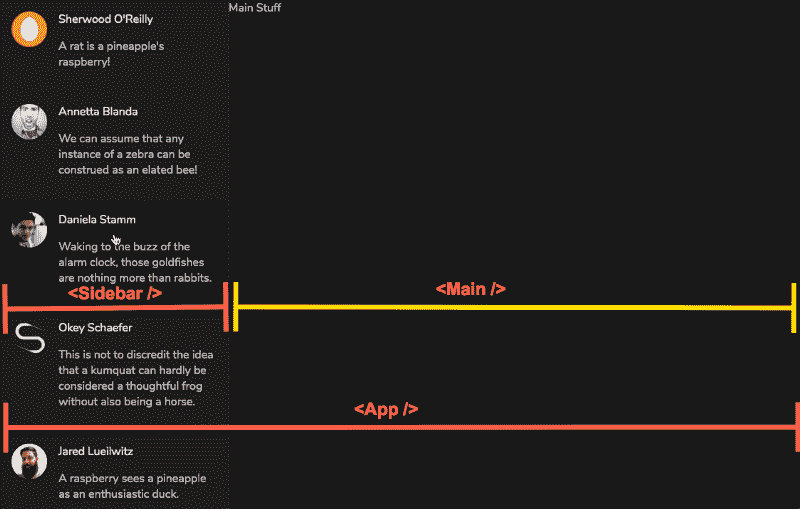 Main Stuff
Sherwood O'Reilly
A rat is a pineapple's
raspberry!
Annetta Blanda
We can assume that any
instance of a zebra can be
construed as an elated bee!
Daniela Stamm
Waking to the buzz of the
alarm clock, those goldfishes
are nothing more than rabbits.
<Sidebar />
<Main />
Okey Schaefer
This is not to discredit the idea
that a kumquat can hardly be
considered a thoughtful frog
without also being a horse.
<App />
Jared Lueilwitz
A raspberry sees a pineapple
as an enthusiastic duck.